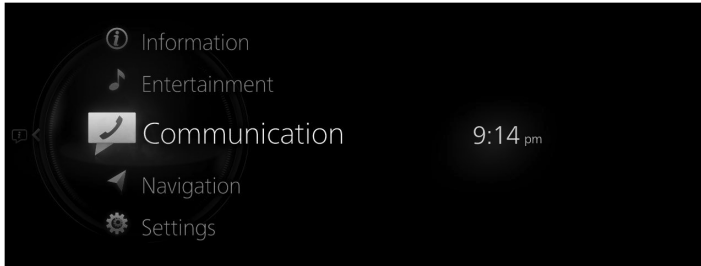 Information
Entertainment
Communication
9:14 pm
Navigation
Settings